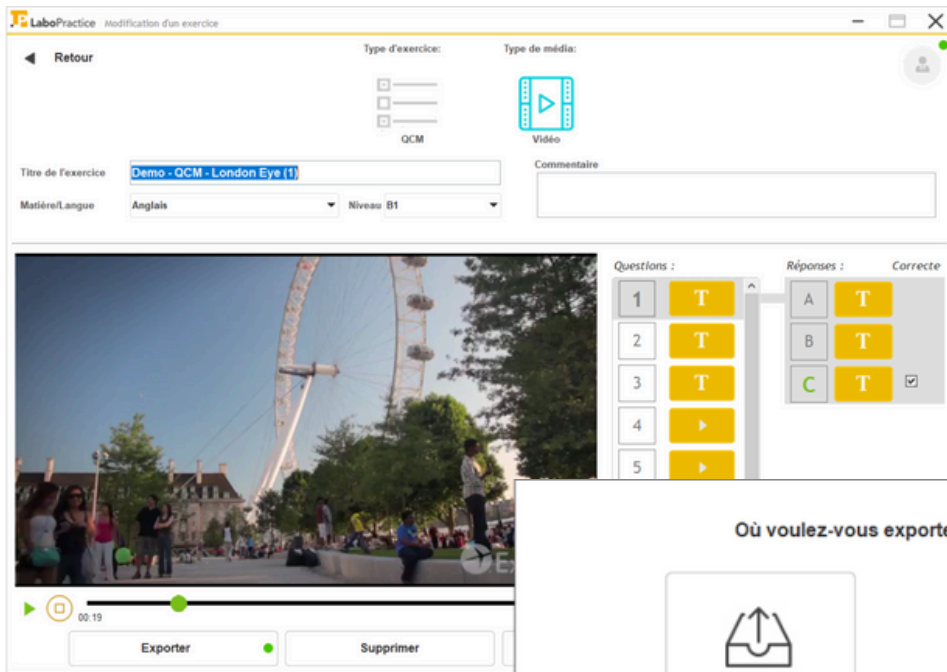 LaboPractice Modification d'un exercice
Retour
Type d'exercice:
Type de média:
QCM
Vidéo
Titre de l'exercice
Demo - QCM - London Eye (1)
Commentaire
Matière/Langue
Anglais
Niveau B1
Questions :
Réponses :
Correcte
1 T
A T
2 T
B T
3 T
C T
4
5
00:19
Exporter
Supprimer
Où voulez-vous exporte